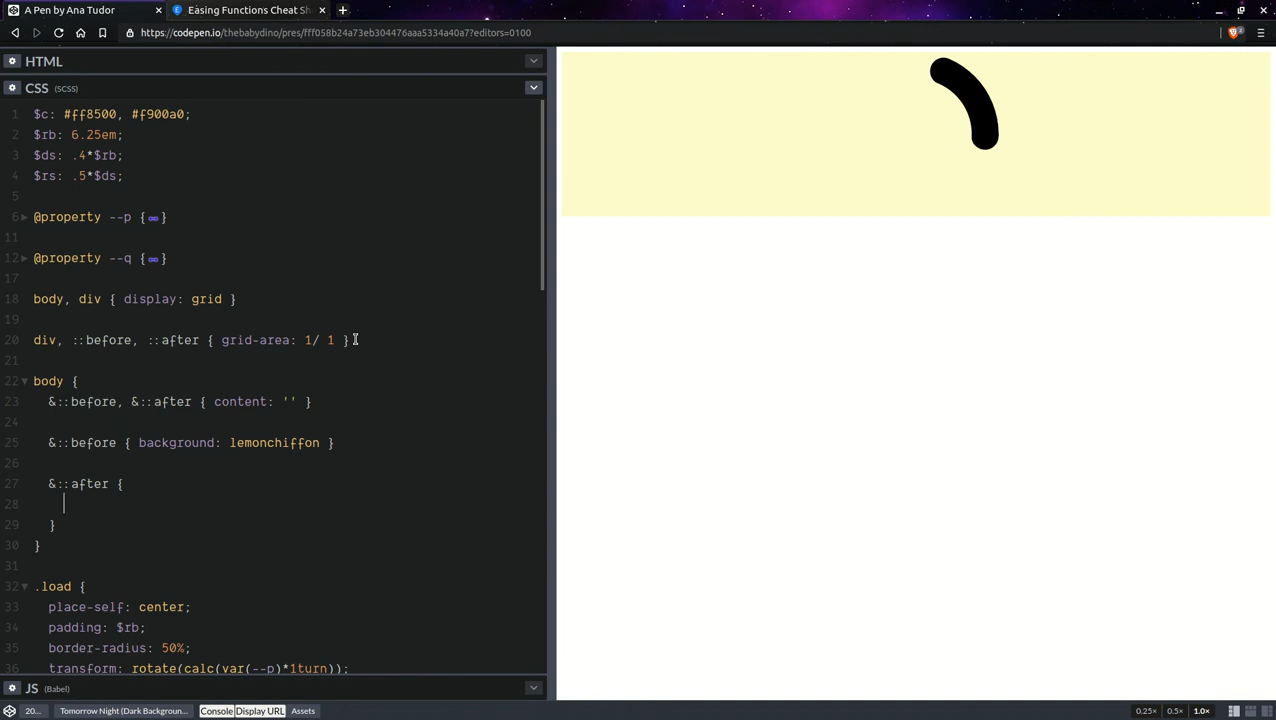 A Pen by Ana Tudor ×
Easing Functions Cheat Sh ×
https://codepen.io/thebabydino/pres/fff058b24a73eb304476aaa5334a40a7?editors=0100
2
HTML
CSS (SCSS)
1 $c: #ff8500, #f900a0;
2 $rb: 6.25em;
3 $ds: .4*$rb;
4 $rs: .5*$ds;
5
6 @property --p {}
11
12 @property --q {}
17
18 body, div { display: grid }
19
20 div, ::before, ::after { grid-area: 1/ 1 }
21
22 body {
23 &::before, &::after { content: '' }
24
25 &::before { background: lemonchiffon }
26
27 &::after {
28
29 }
30 }
31
32 .load {
33 place-self: center;
34 padding: $rb;
35 border-radius: 50%;
36 transform: rotate(calc(var(--p)*1turn));
JS (Babel)
20... Tomorrow Night (Dark Backgroun... Console Display URL Assets 0.25× 0.5× 1.0×